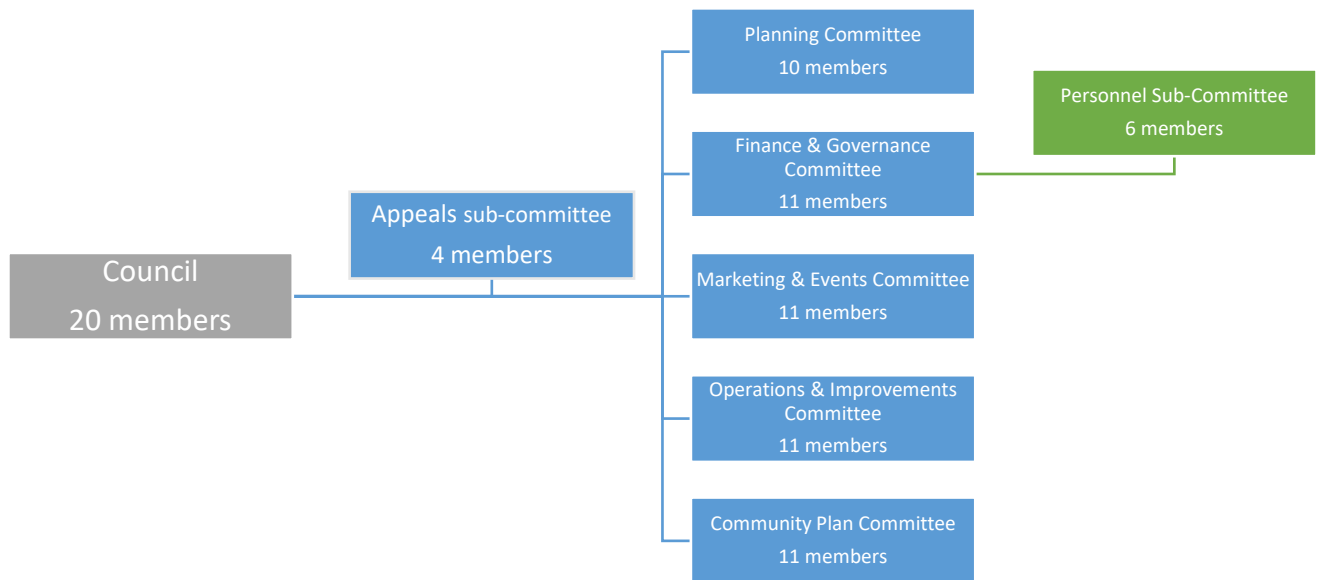 Planning Committee
10 members
Personnel Sub-Committee
6 members
Finance & Governance
Committee
11 members
Appeals sub-committee
4 members
Council
20 members
Marketing & Events Committee
11 members
Operations & Improvements
Committee
11 members
Community Plan Committee
11 members